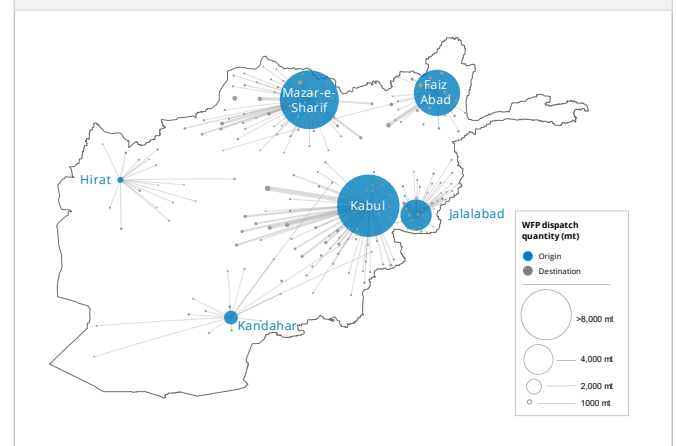 Mazar-e-
Sharif
Faiz
Abad
Hirat
Kabul
Jalalabad
Kandahar
WFP dispatch
quantity (mt)
Origin
Destination
>8,000 mt
4,000 mt
2,000 mt
1000 mt